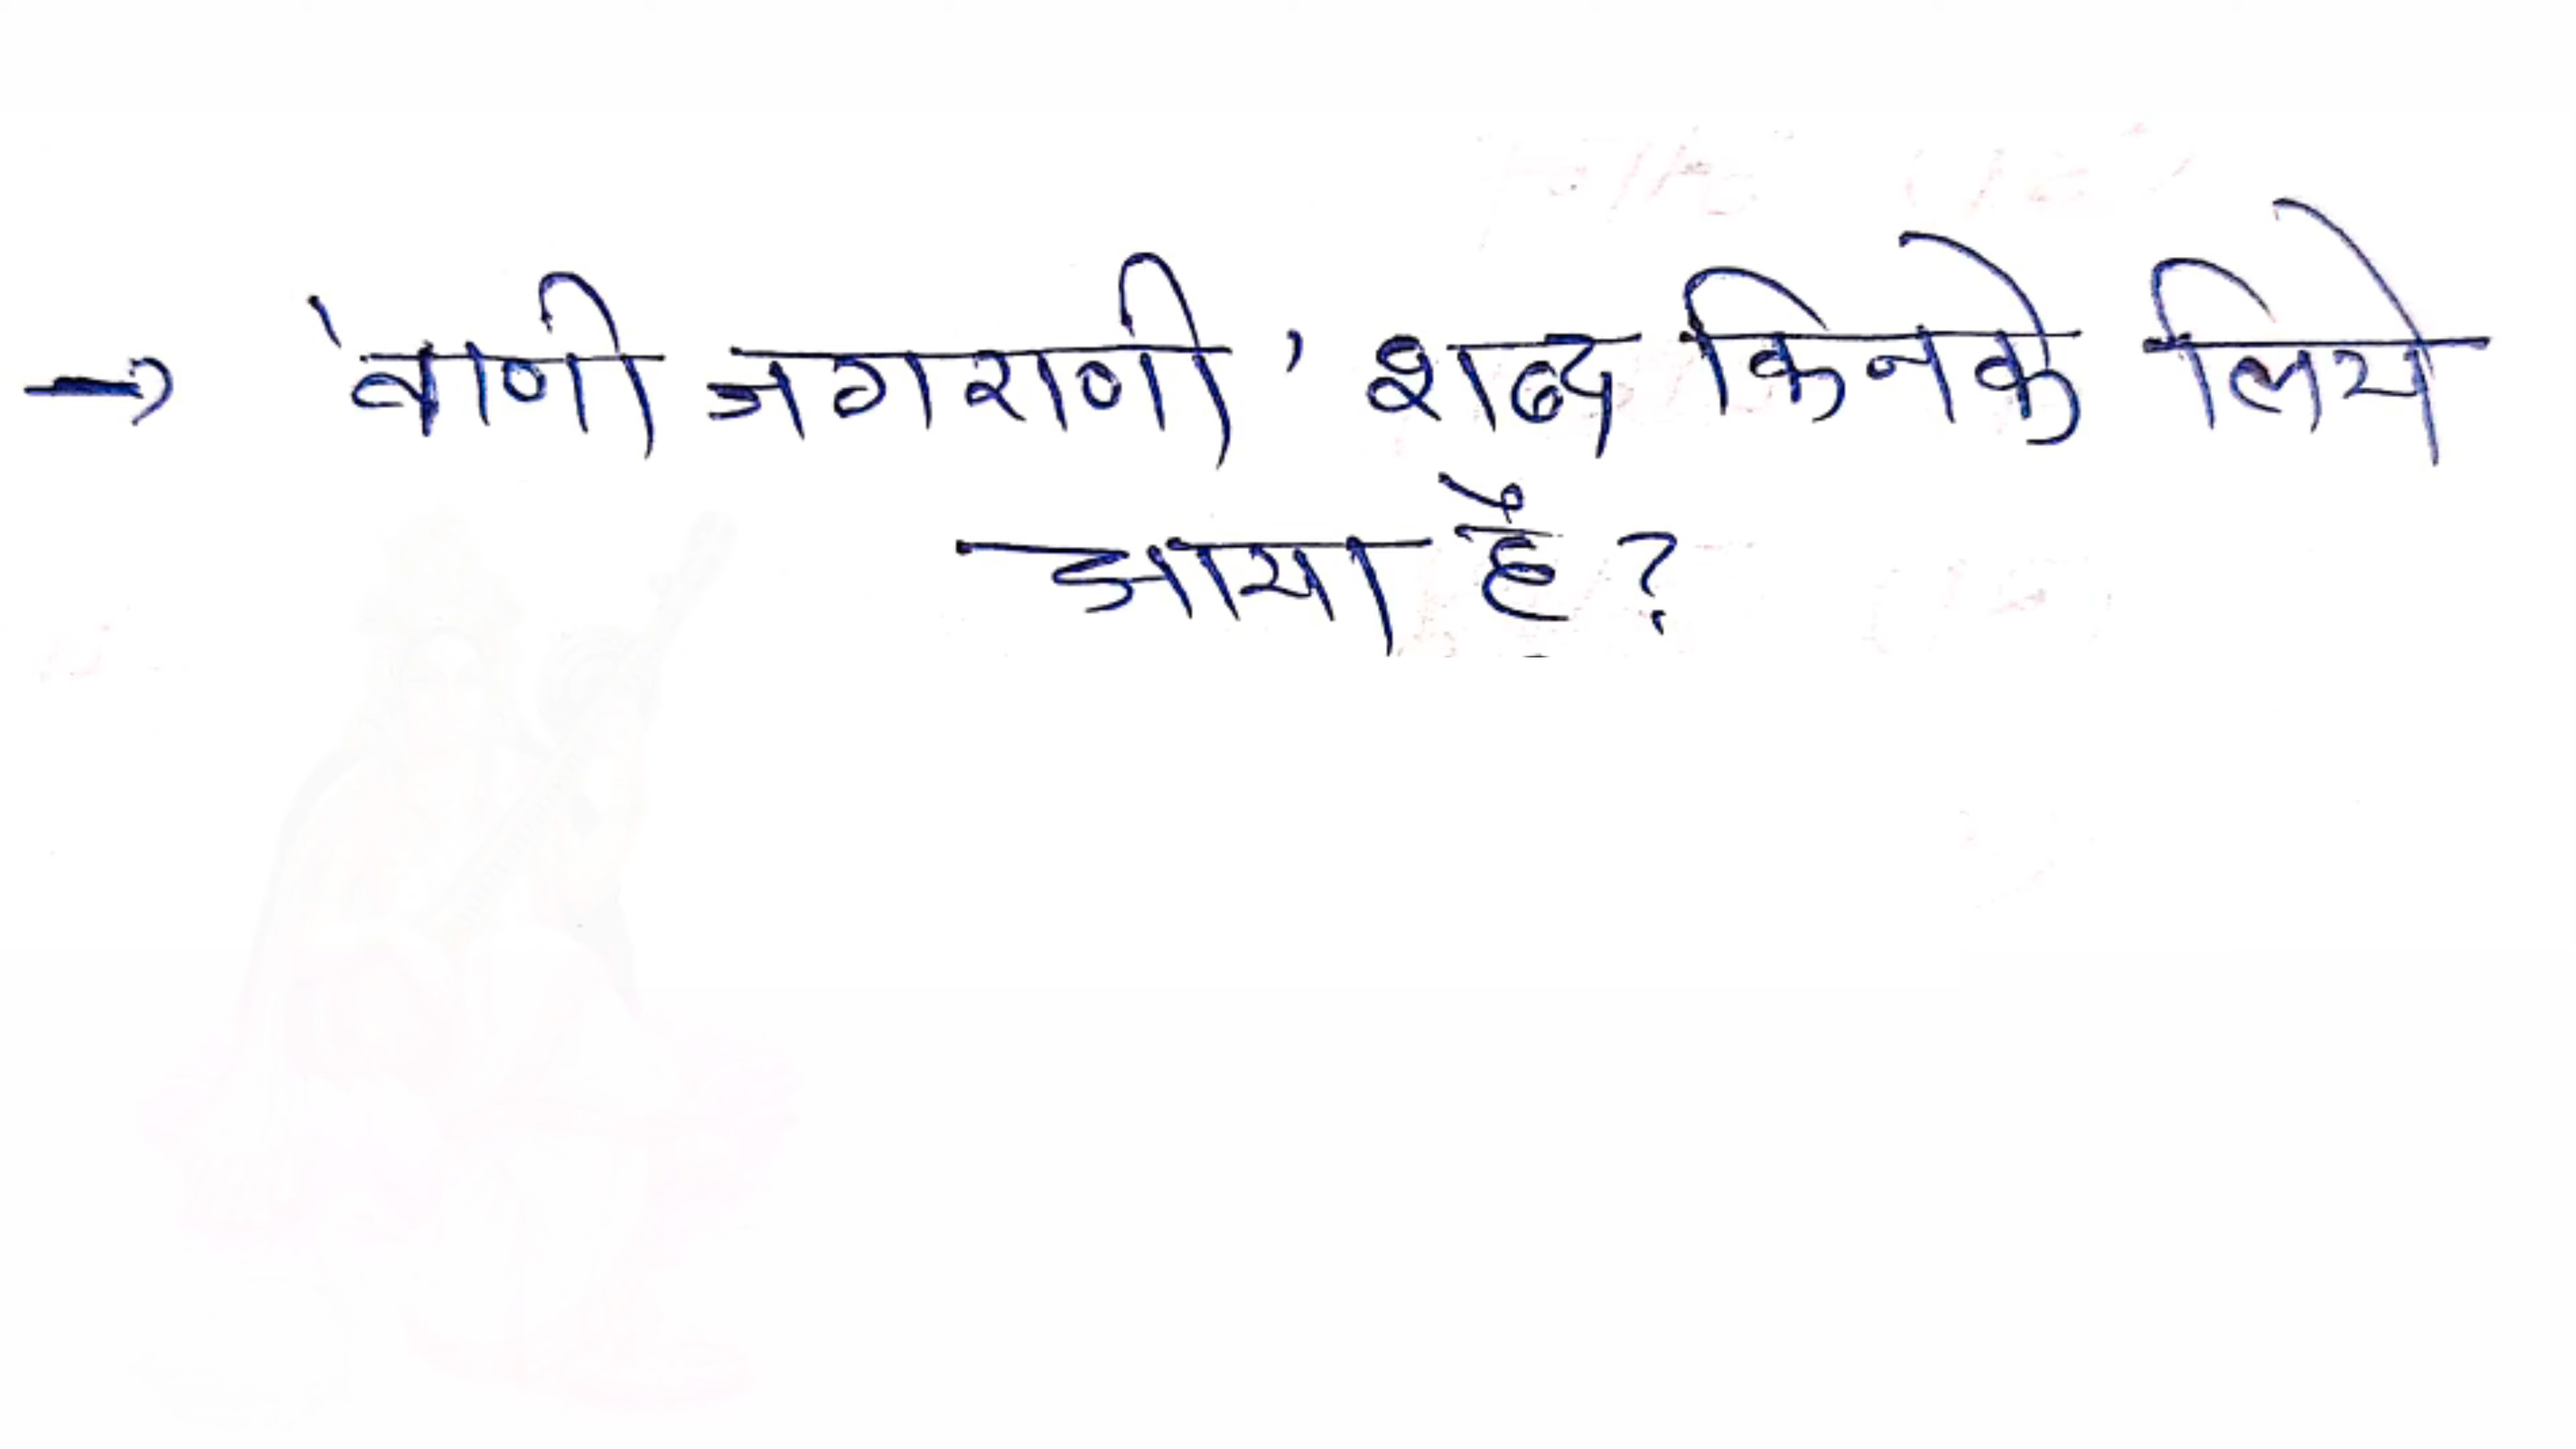 → 'बाणी जगराणी' शब्द किनके लिये
आया है?